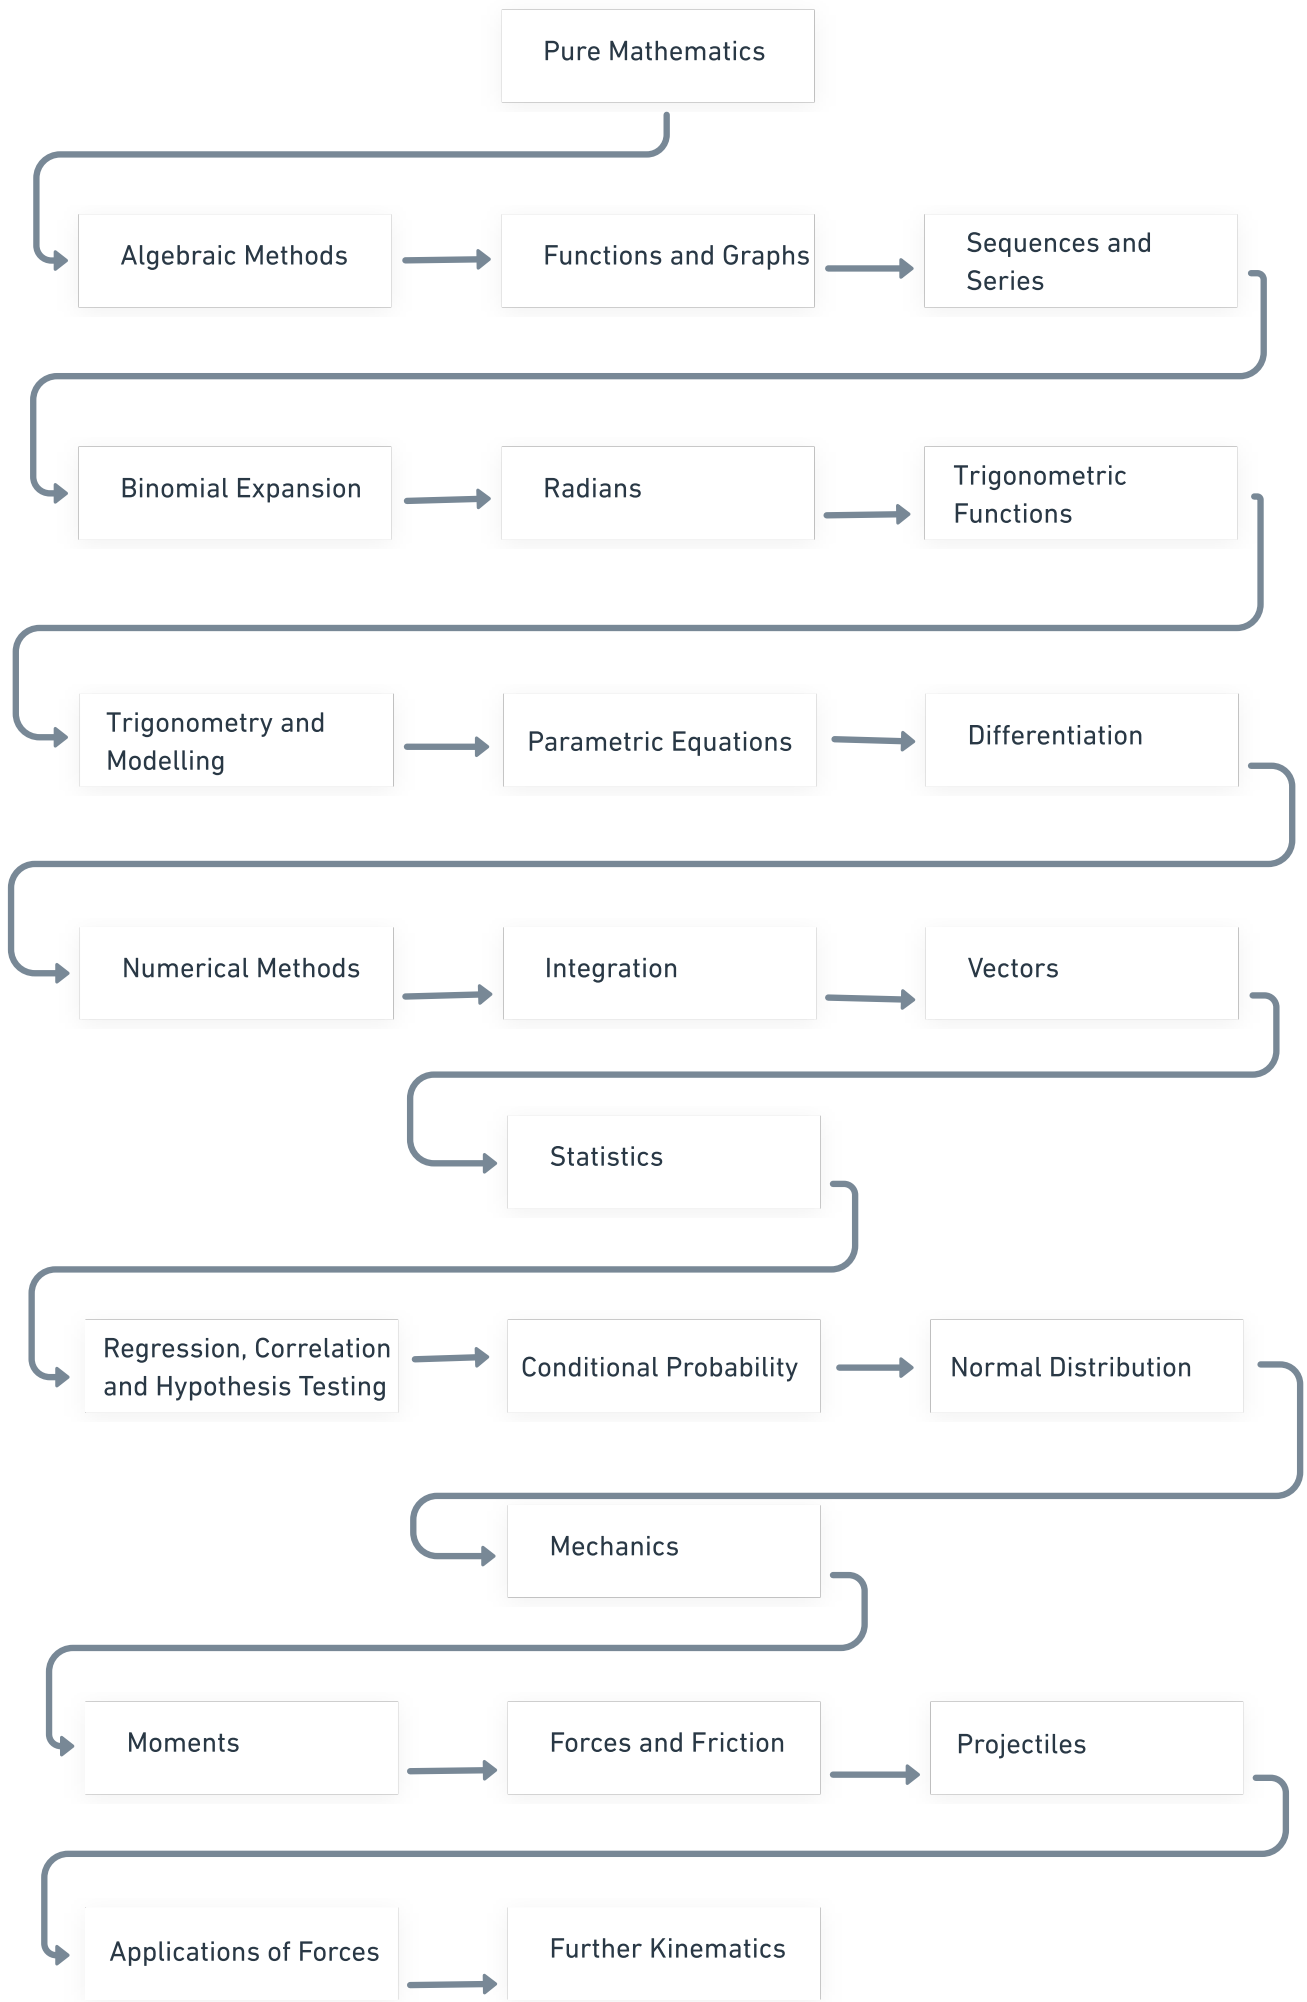 Pure Mathematics
Algebraic Methods
Functions and Graphs
Sequences and
Series
Binomial Expansion
Radians
Trigonometric
Functions
Trigonometry and
Modelling
Parametric Equations
Differentiation
Numerical Methods
Integration
Vectors
Statistics
Regression, Correlation
and Hypothesis Testing
Conditional Probability
Normal Distribution
Mechanics
Moments
Forces and Friction
Projectiles
Applications of Forces
Further Kinematics